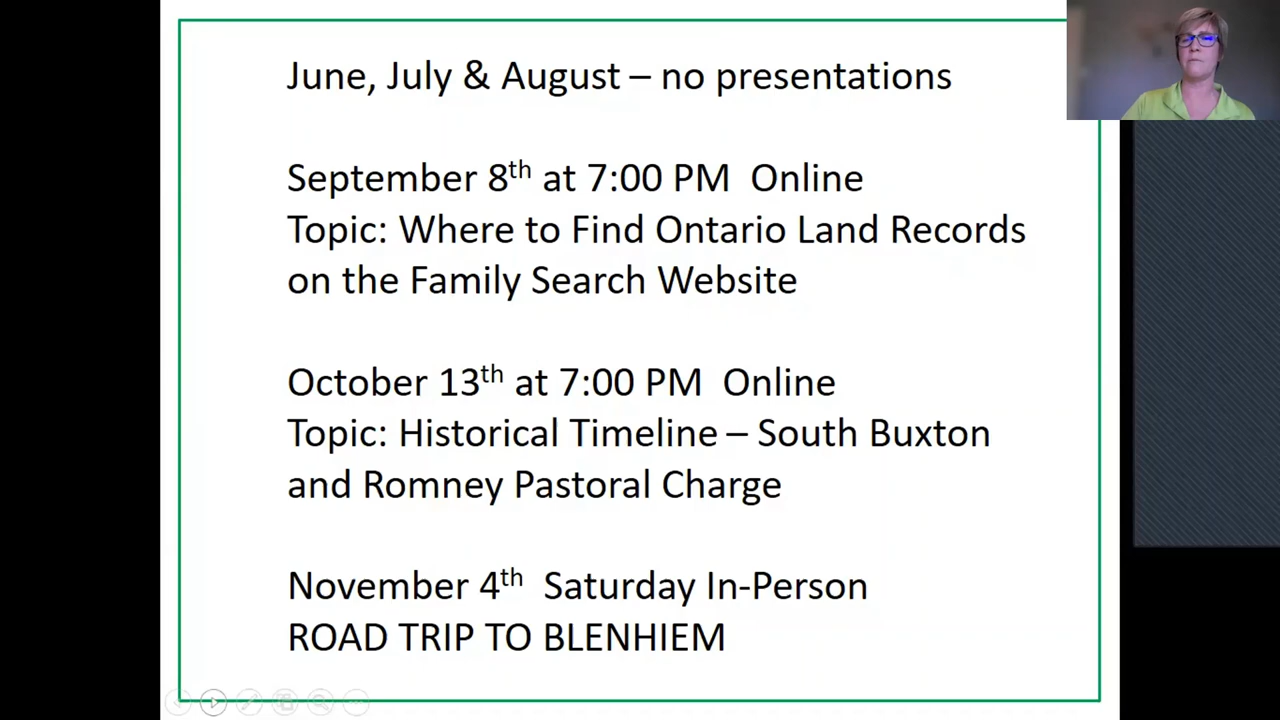 June, July & August – no presentations
September 8th at 7:00 PM  Online
Topic: Where to Find Ontario Land Records
on the Family Search Website
October 13th at 7:00 PM  Online
Topic: Historical Timeline – South Buxton
and Romney Pastoral Charge
November 4th  Saturday In-Person
ROAD TRIP TO BLENHIEM